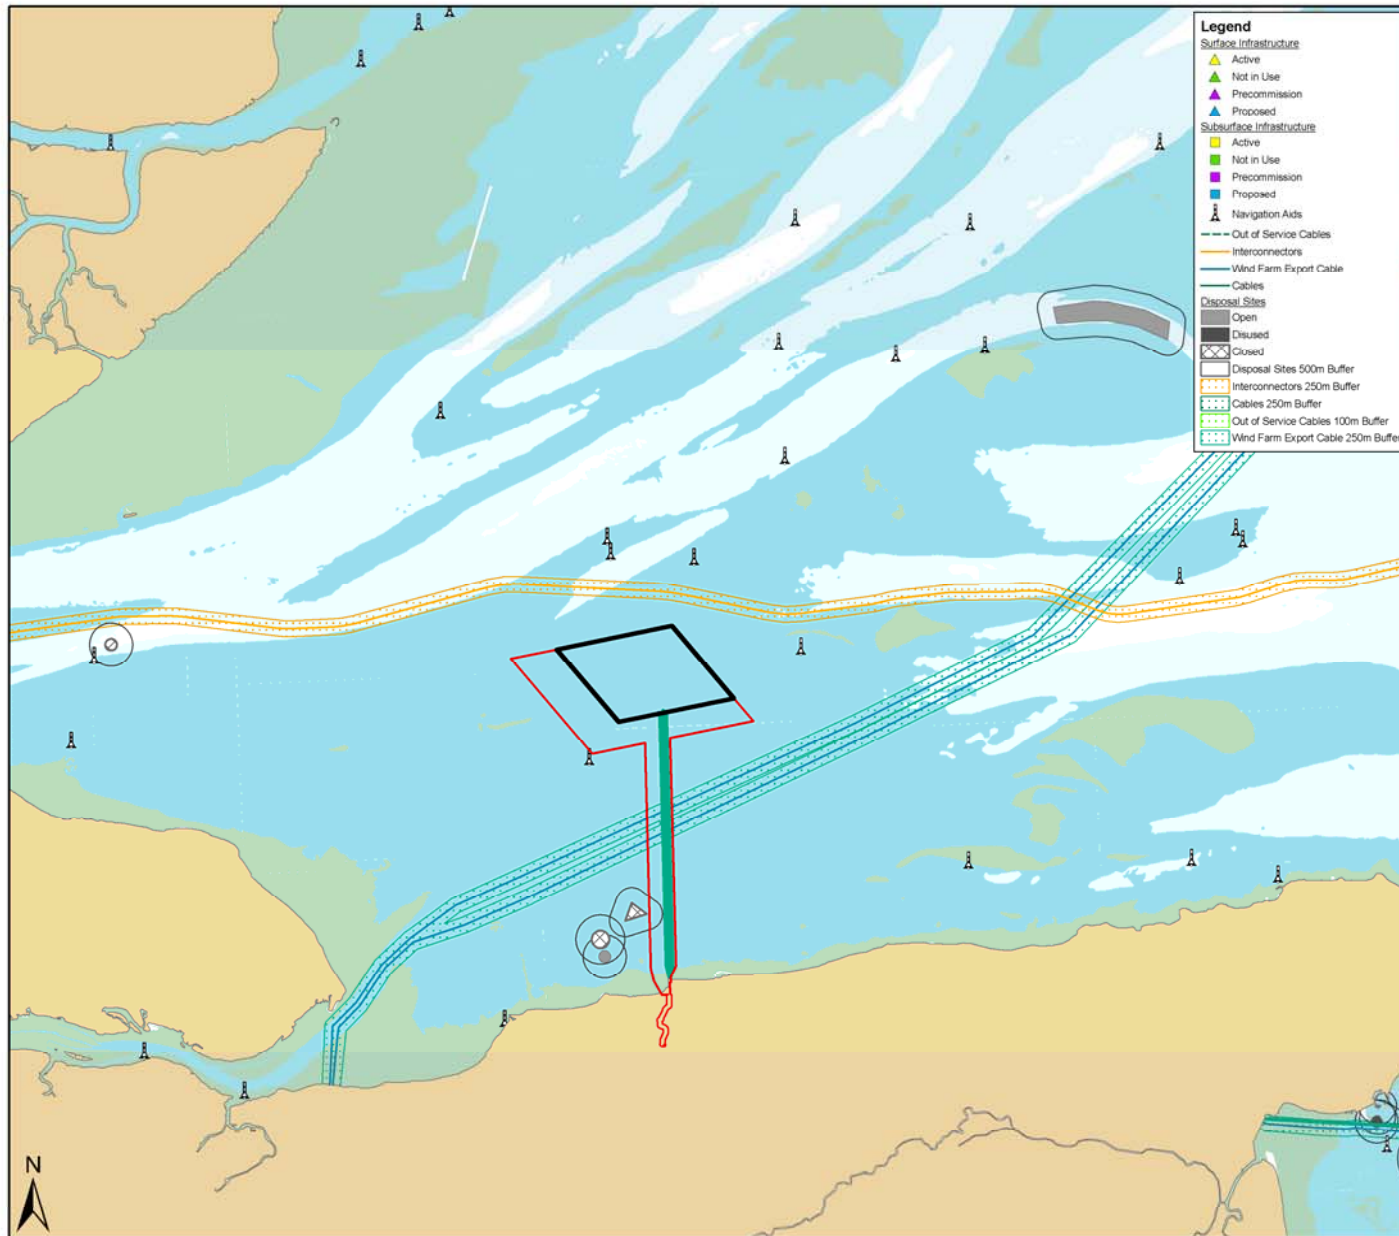 Legend
Surface Infrastructure
Active
Not in Use
Precommission
Proposed
Subsurface Infrastructure
Active
Not in Use
Precommission
Proposed
Navigation Aids
Out of Service Cables
Interconnectors
Wind Farm Export Cable
Cables
Disposal Sites
Open
Disused
Closed
Disposal Sites 500m Buffer
Interconnectors 250m Buffer
Cables 250m Buffer
Out of Service Cables 100m Buffer
Wind Farm Export Cable 250m Buffer
N